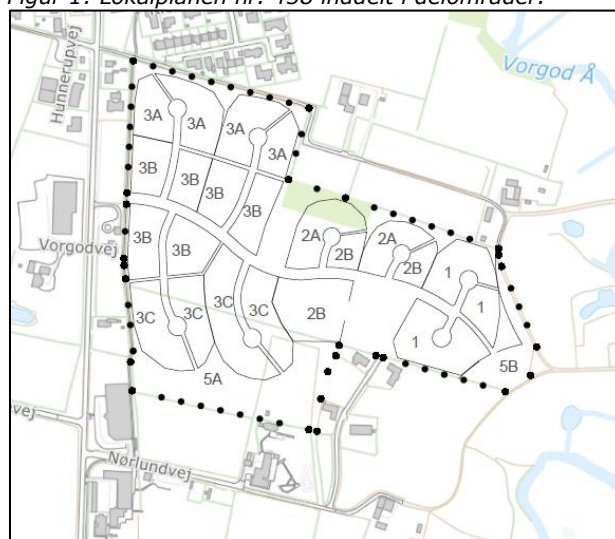 Figur 1: Lokalplanen nr. 458 inddelt i delområder.
Hunnerupvej
Vorgod Å
3A
3A
3A
3A
3B
3B
3B
3B
3B
3B
2A
2B
2A
2B
1
1
1
Vorgodvej
3C
3C
3C
3C
2B
5B
5A
vej
Nørlundvej